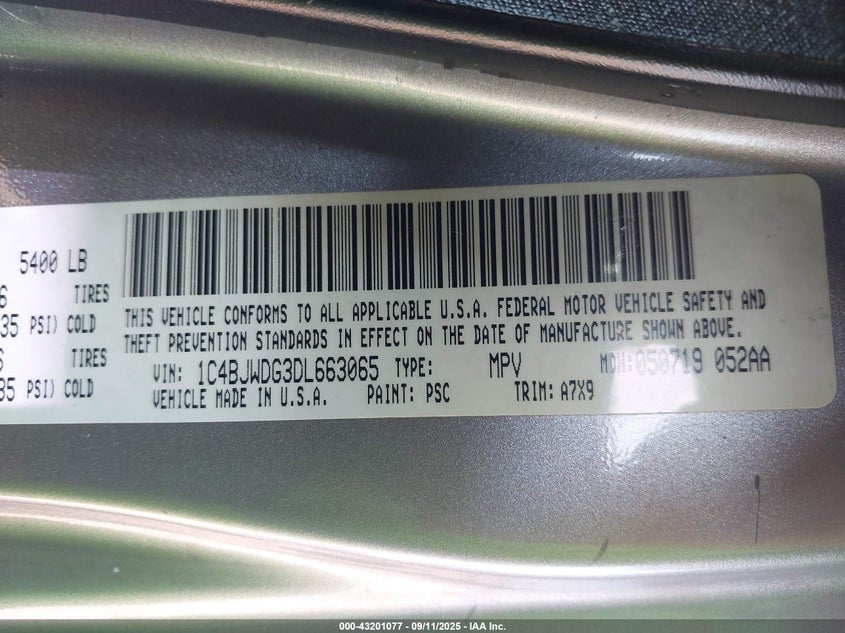 5400 LB
6 TIRES
35 PSI) COLD
6 TIRES
35 PSI) COLD
THIS VEHICLE CONFORMS TO ALL APPLICABLE U.S.A. FEDERAL MOTOR VEHICLE SAFETY AND
THEFT PREVENTION STANDARDS IN EFFECT ON THE DATE OF MANUFACTURE SHOWN ABOVE.
VIN: 1C4BJWDG3DL663065 TYPE: MPV MDH:050719 052AA
VEHICLE MADE IN U.S.A. PAINT: PSC TRIM: A7X9
000-43201077 - 09/11/2025 - IAA Inc.